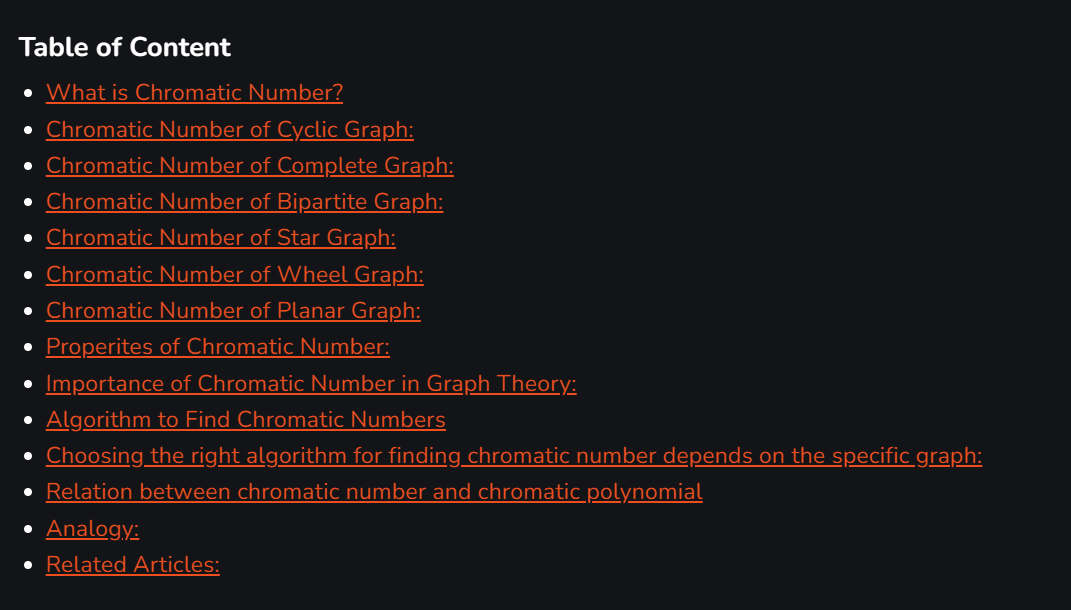 Table of Content
What is Chromatic Number?
Chromatic Number of Cyclic Graph:
Chromatic Number of Complete Graph:
Chromatic Number of Bipartite Graph:
Chromatic Number of Star Graph:
Chromatic Number of Wheel Graph:
Chromatic Number of Planar Graph:
Properites of Chromatic Number:
Importance of Chromatic Number in Graph Theory:
Algorithm to Find Chromatic Numbers
Choosing the right algorithm for finding chromatic number depends on the specific graph:
Relation between chromatic number and chromatic polynomial
Analogy:
Related Articles: